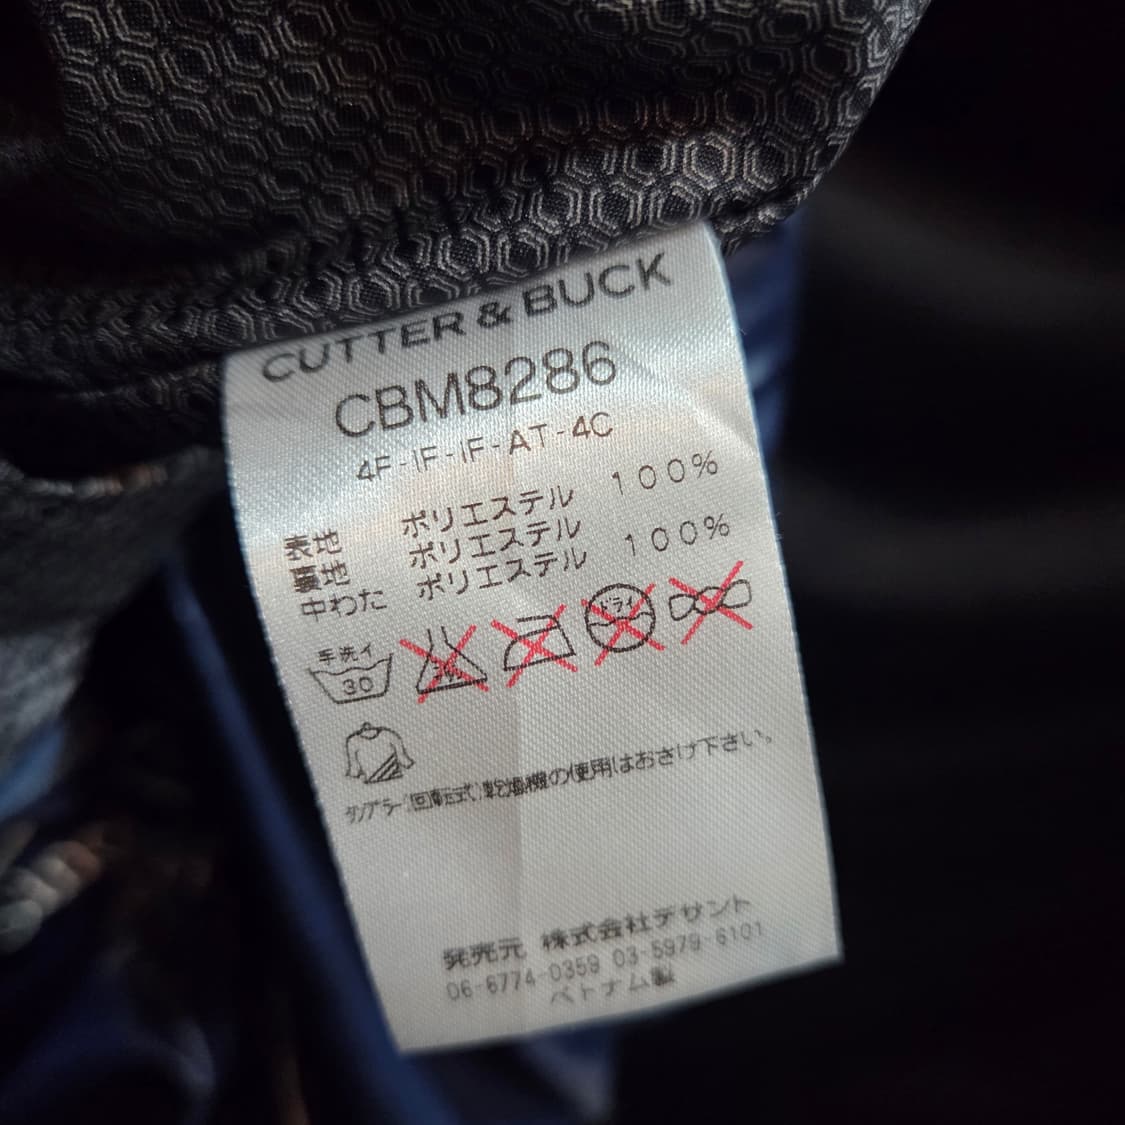 CUTTER & BUCK
CBM8286
4F-IF-IF-AT-4C
表地 ポリエステル 100%
裏地 ポリエステル
中わた ポリエステル 100%
手洗イ
30
ドライ
タンブラー(回転式)乾燥機の使用はおさけ下さい。
発売元 株式会社デサント
06-6774-0359 03-5979-6101
ベトナム製